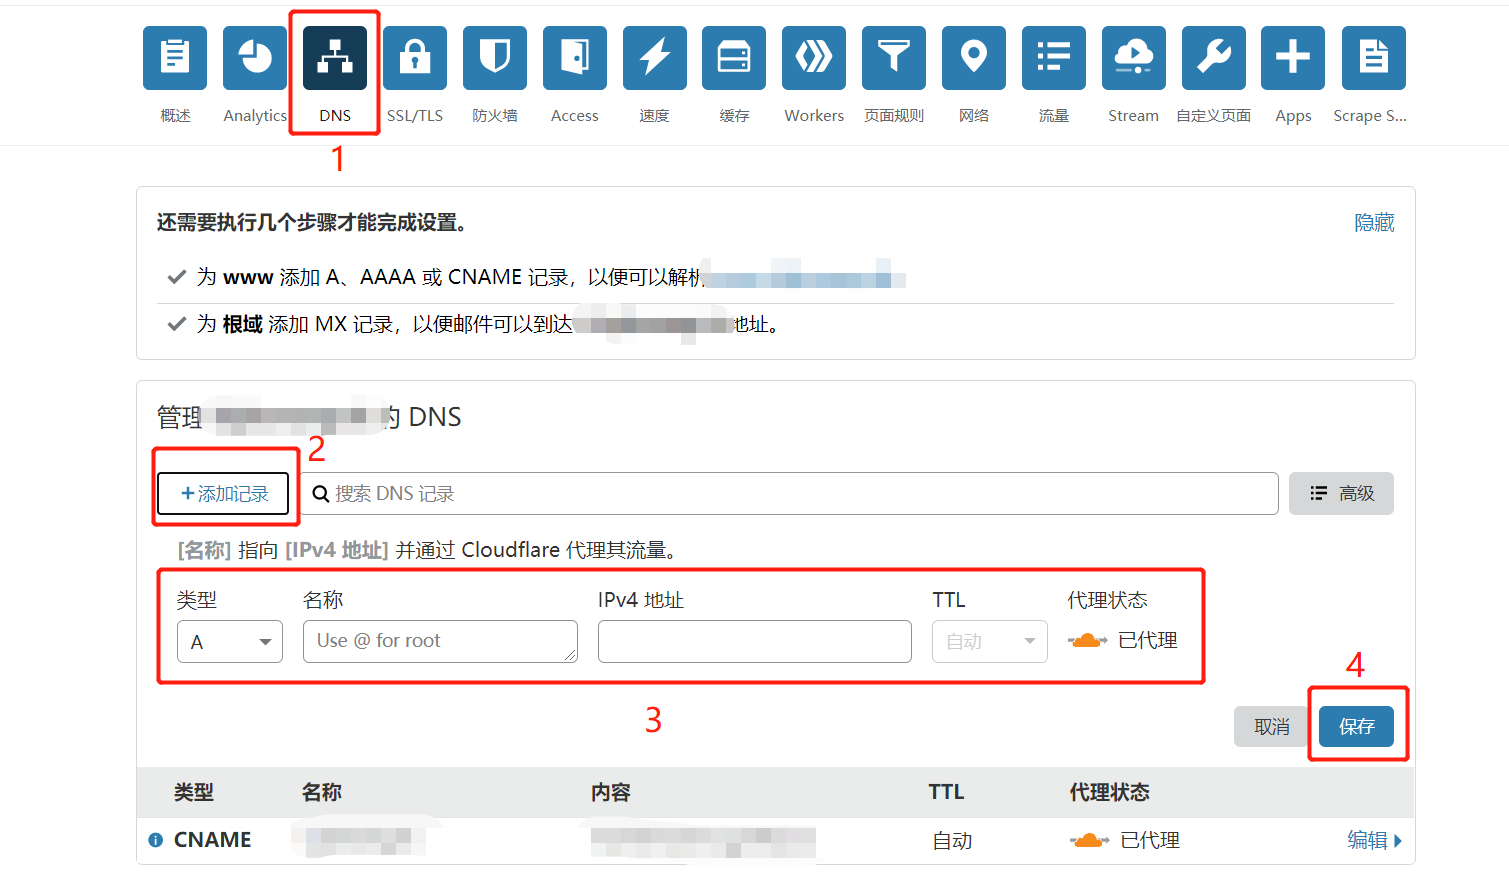 概述 Analytics DNS SSL/TLS 防火墙 Access 速度 缓存 Workers 页面规则 网络 流量 Stream 自定义页面 Apps Scrape S...
1
还需要执行几个步骤才能完成设置。 隐藏
为 www 添加 A、AAAA 或 CNAME 记录，以便可以解析
为 根域 添加 MX 记录，以便邮件可以到达 地址。
管理 的 DNS
2
+添加记录 搜索 DNS 记录 高级
[名称] 指向 [IPv4 地址] 并通过 Cloudflare 代理其流量。
类型 名称 IPv4 地址 TTL 代理状态
A Use @ for root 自动 已代理
3
4
取消 保存
类型 名称 内容 TTL 代理状态
CNAME 自动 已代理 编辑